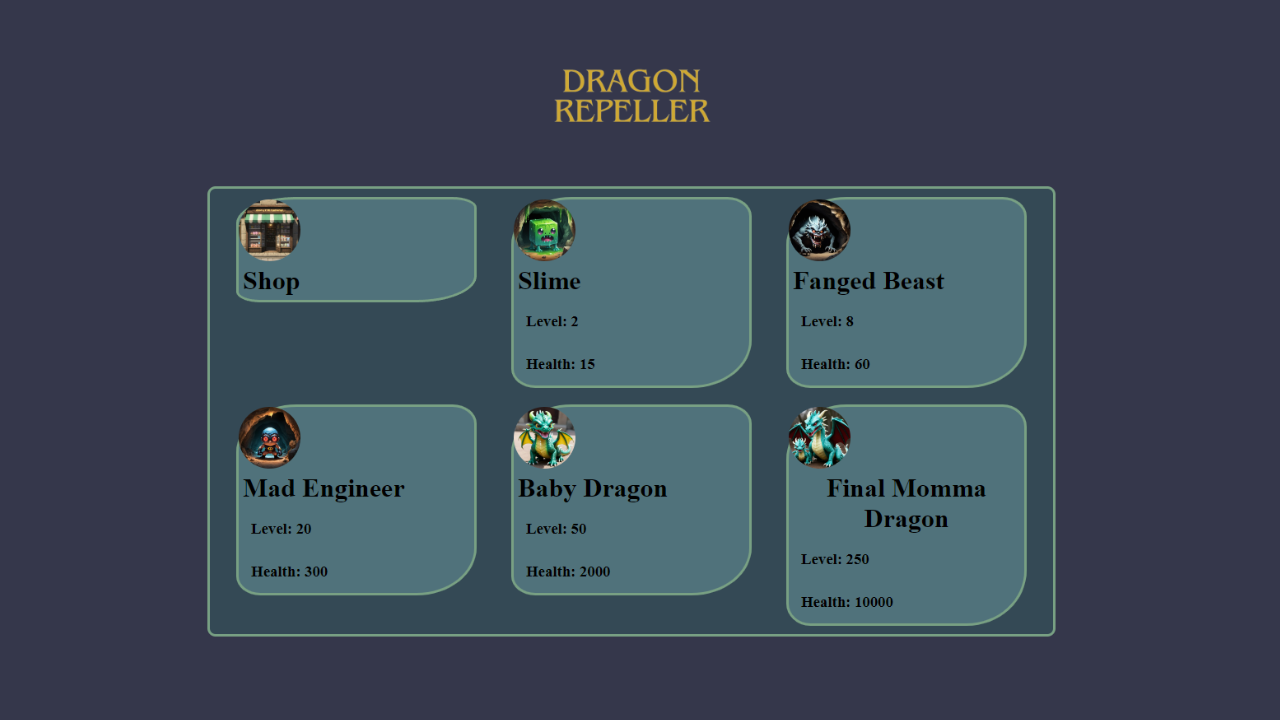 DRAGON
REPELLER
Shop
Slime
Level: 2
Health: 15
Fanged Beast
Level: 8
Health: 60
Mad Engineer
Level: 20
Health: 300
Baby Dragon
Level: 50
Health: 2000
Final Momma
Dragon
Level: 250
Health: 10000